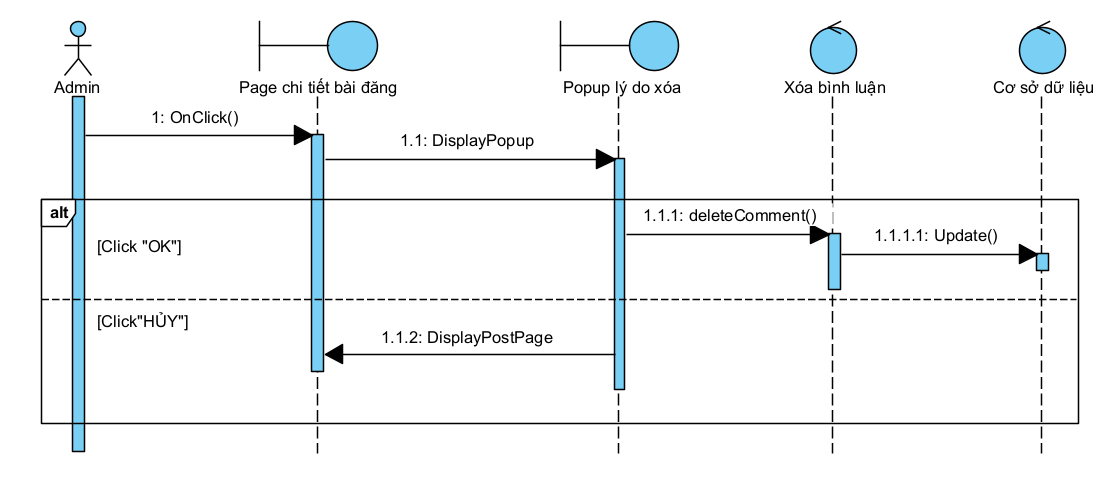 Admin
Page chi tiết bài đăng
Popup lý do xóa
Xóa bình luận
Cơ sở dữ liệu
1: OnClick()
1.1: DisplayPopup
alt
1.1.1: deleteComment()
1.1.1.1: Update()
[Click "OK"]
[Click"HỦY"]
1.1.2: DisplayPostPage